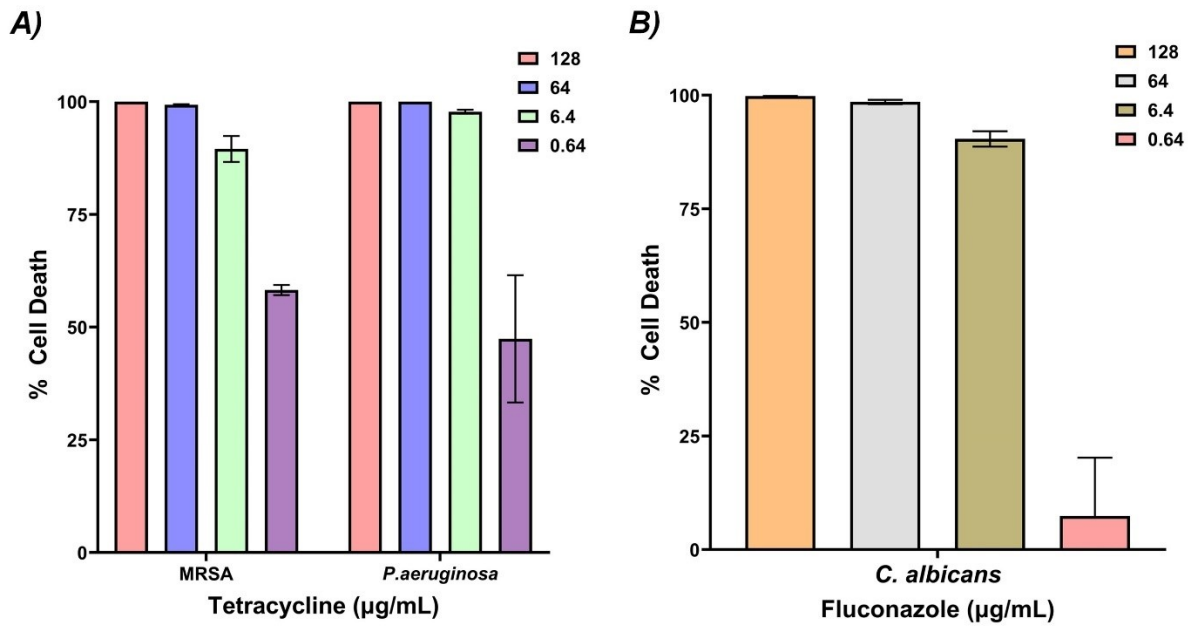 A)
128
64
6.4
0.64
100
75
50
25
0
% Cell Death
MRSA
P.aeruginosa
Tetracycline (µg/mL)
B)
128
64
6.4
0.64
100
75
50
25
0
% Cell Death
C. albicans
Fluconazole (µg/mL)